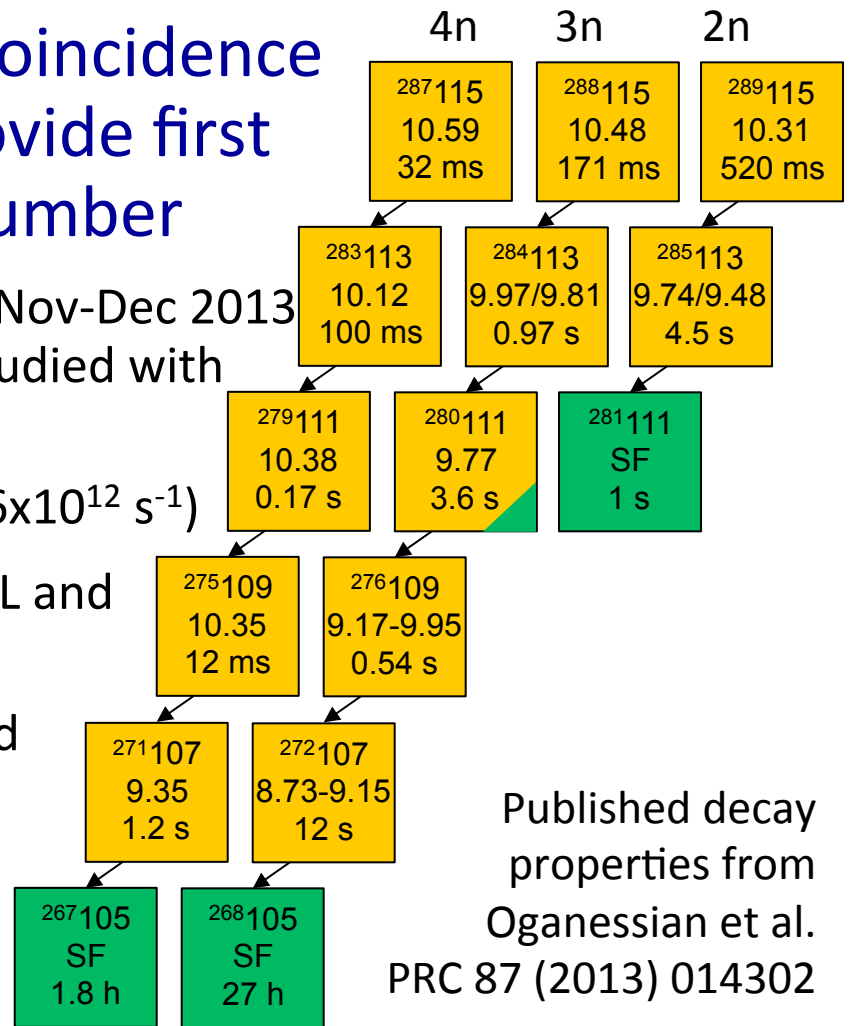 4n 3n 2n
oincidence
ovide first
umber
Nov-Dec 2013
tudied with
6x10¹² s⁻¹)
L and
d
²⁸⁷115
10.59
32 ms
²⁸⁸115
10.48
171 ms
²⁸⁹115
10.31
520 ms
²⁸³113
10.12
100 ms
²⁸⁴113
9.97/9.81
0.97 s
²⁸⁵113
9.74/9.48
4.5 s
²⁷⁹111
10.38
0.17 s
²⁸⁰111
9.77
3.6 s
²⁸¹111
SF
1 s
²⁷⁵109
10.35
12 ms
²⁷⁶109
9.17-9.95
0.54 s
²⁷¹107
9.35
1.2 s
²⁷²107
8.73-9.15
12 s
²⁶⁷105
SF
1.8 h
²⁶⁸105
SF
27 h
Published decay
properties from
Oganessian et al.
PRC 87 (2013) 014302